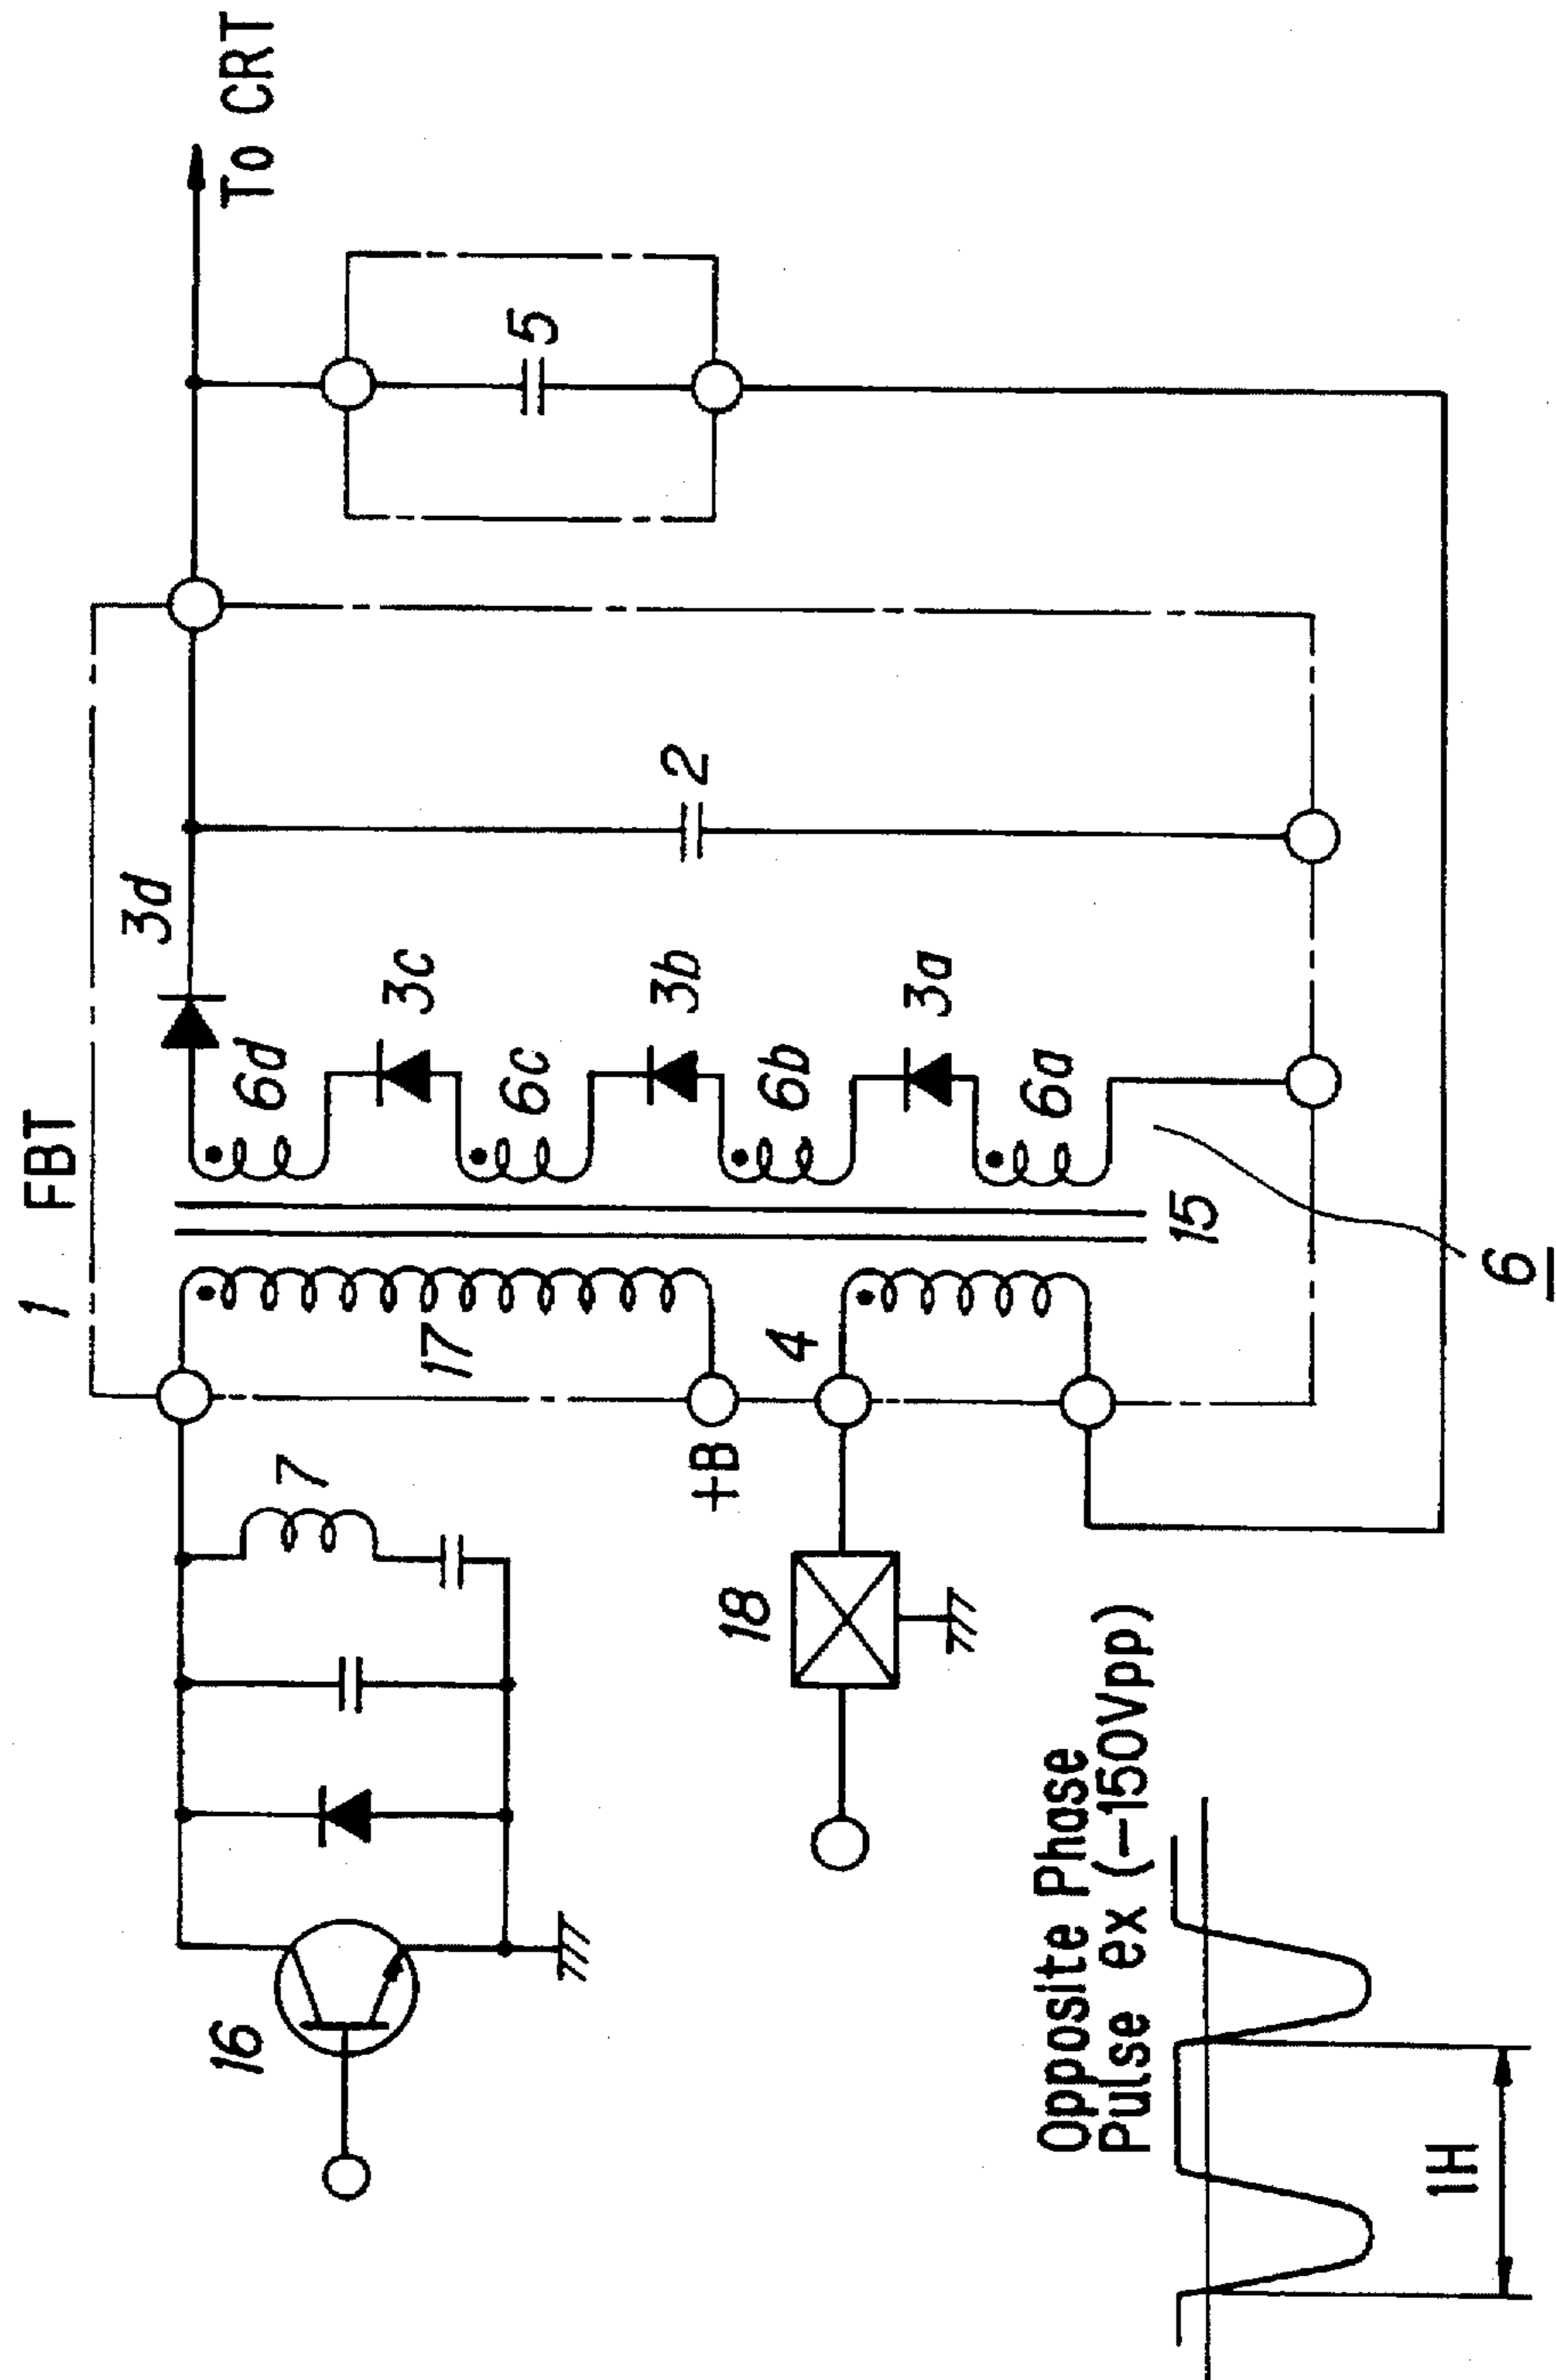 1
FBT
To CRT
3d
6d
3c
6c
3b
6b
3a
6a
2
5
17
7
16
+B
4
18
15
6
Opposite Phase
Pulse ex (-150Vpp)
1H